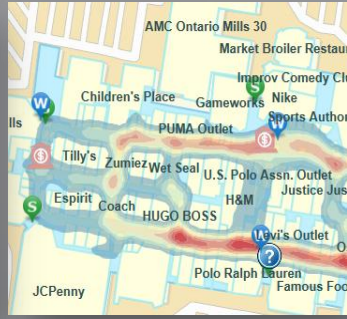 AMC Ontario Mills 30
Market Broiler Restau
Improv Comedy Clu
Children's Place
Gameworks
S
Nike
W
Sports Author
lls
PUMA Outlet
$
W
$
Tilly's
Zumiez
Wet Seal
U.S. Polo Assn. Outlet
Justice Jus
Espirit
Coach
H&M
S
HUGO BOSS
W
Levi's Outlet
O
?
Polo Ralph Lauren
Famous Foo
JCPenny